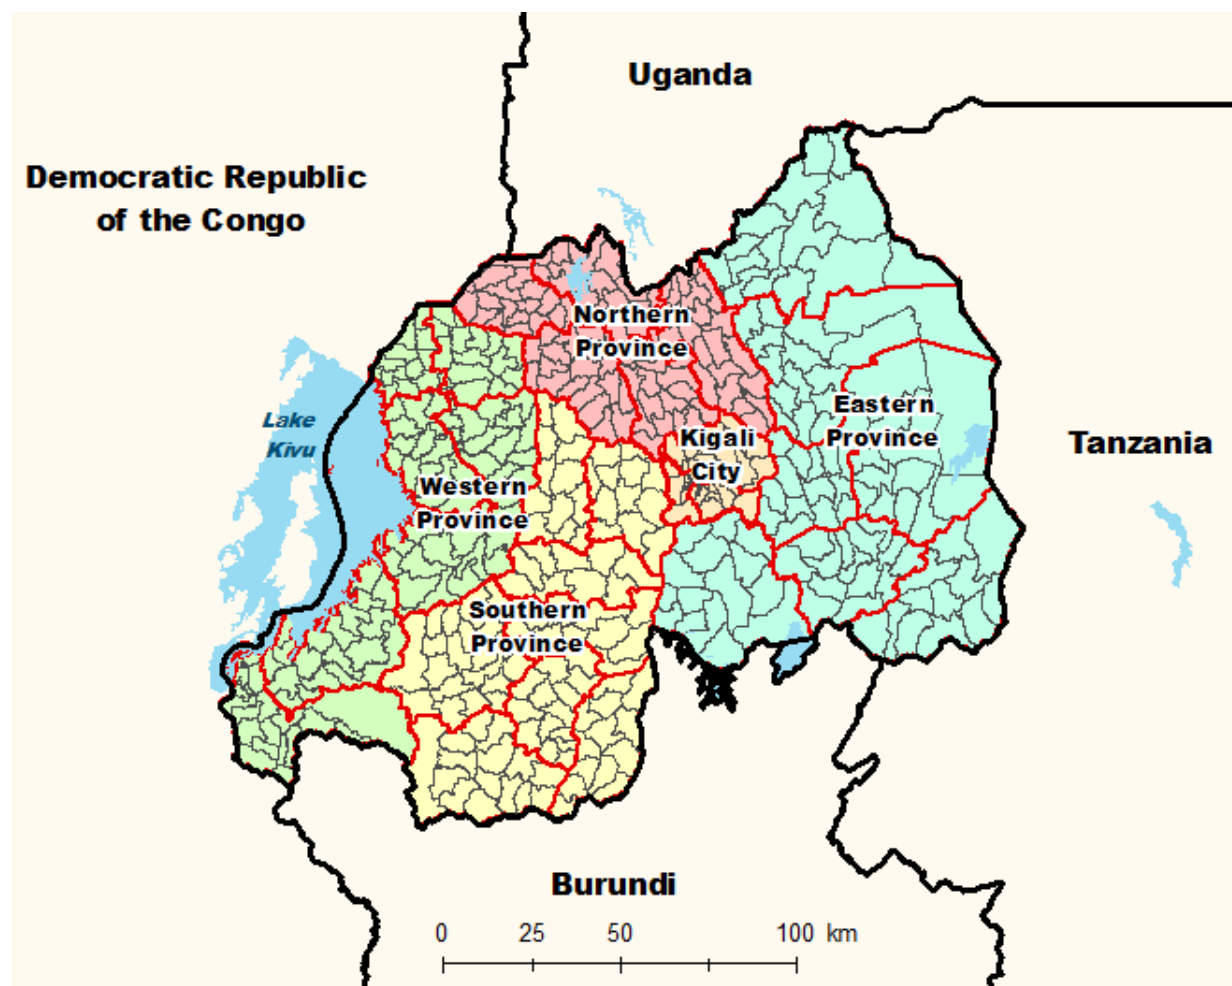 Uganda
Democratic Republic
of the Congo
Northern
Province
Lake
Kivu
Eastern
Province
Kigali
City
Tanzania
Western
Province
Southern
Province
Burundi
0 25 50 100 km